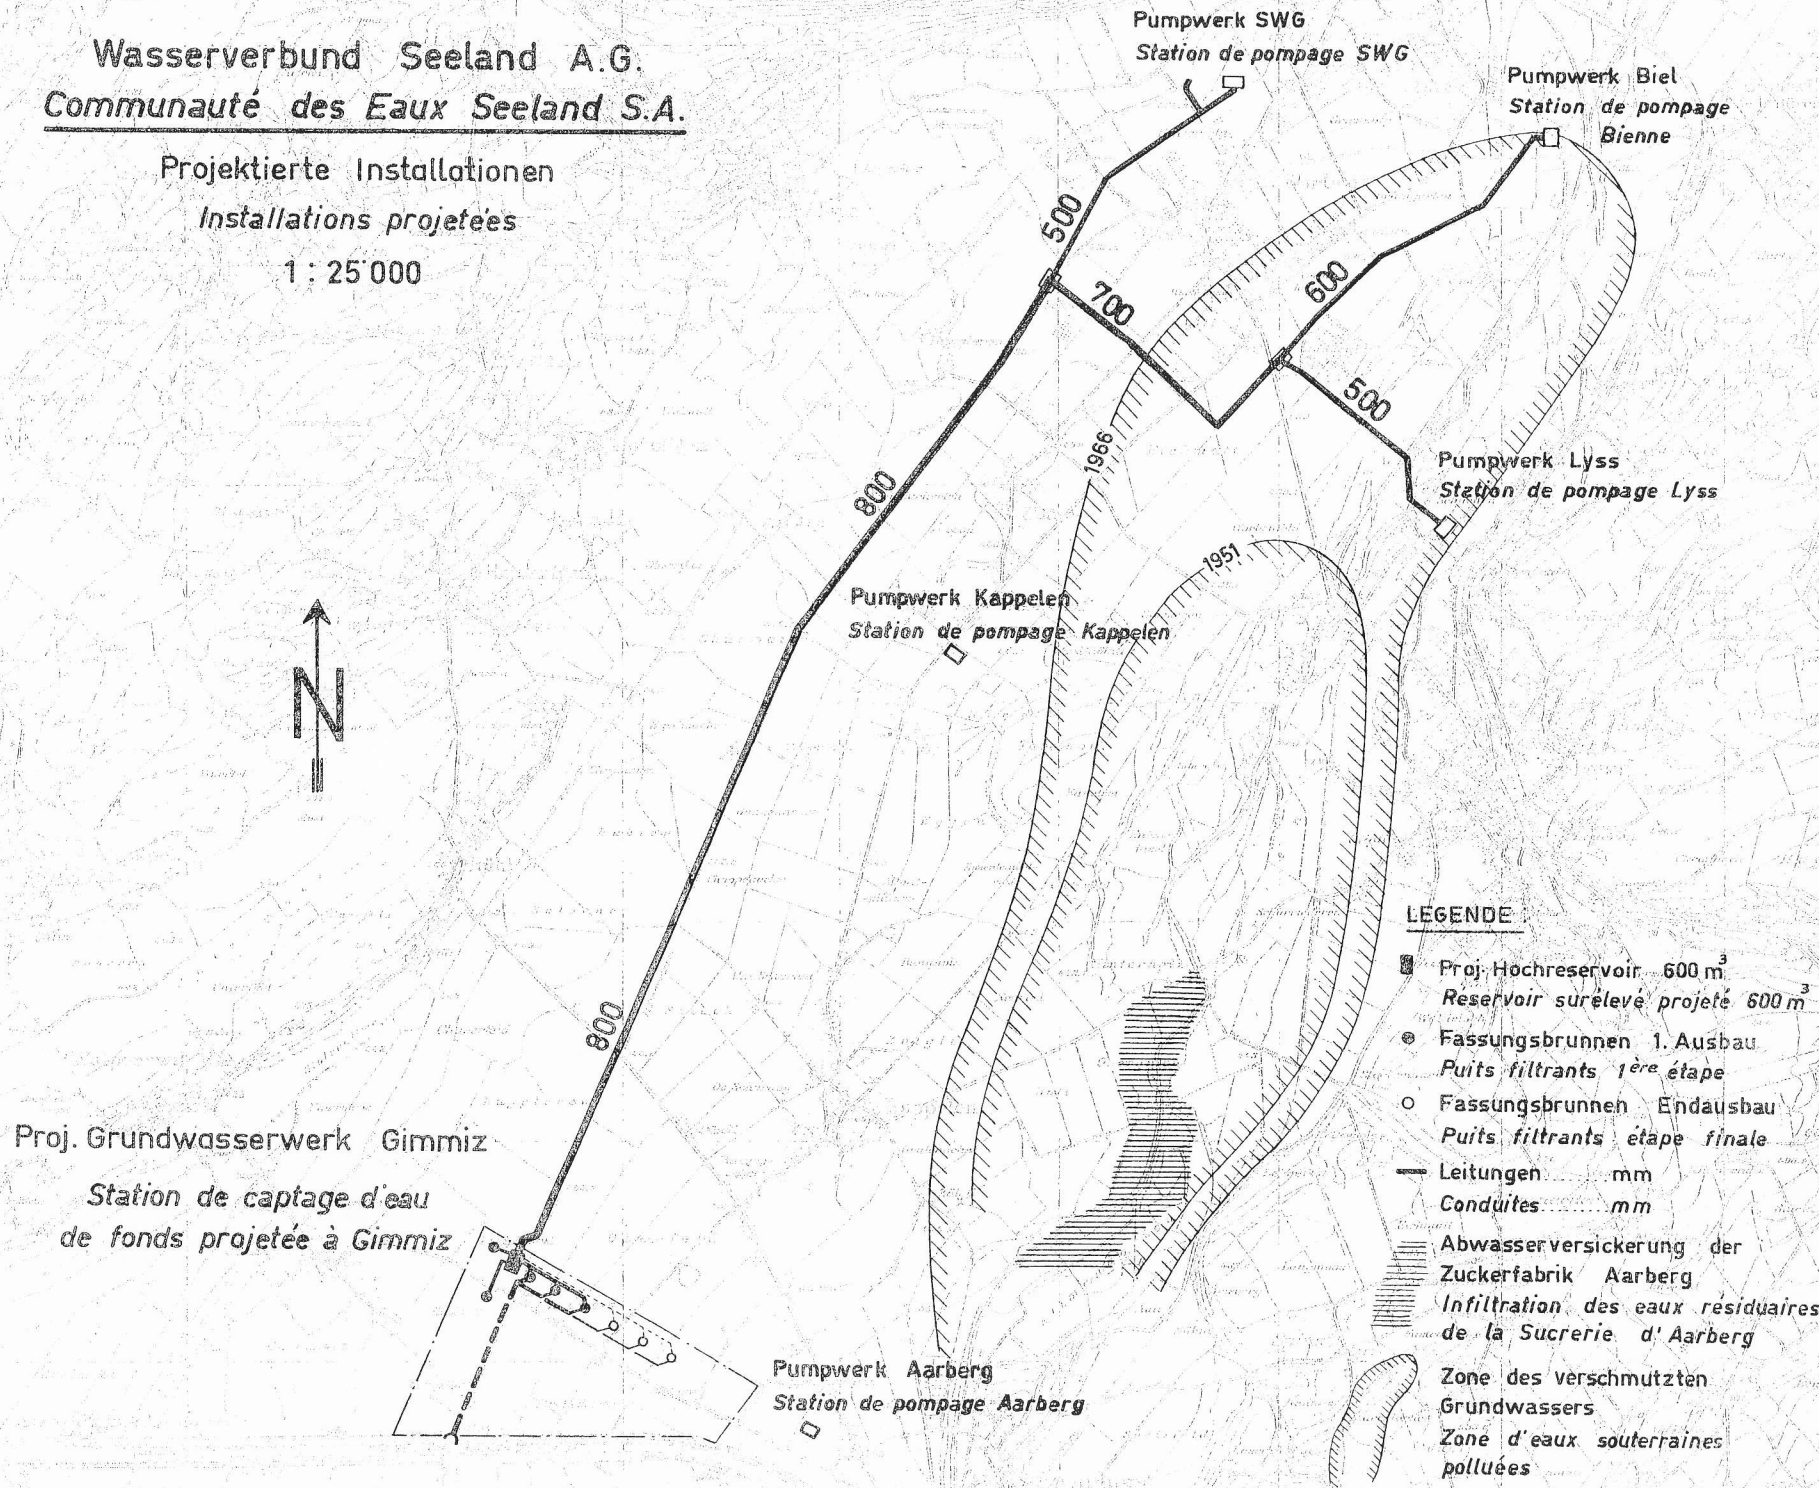 Wasserverbund Seeland A.G.
Communauté des Eaux Seeland S.A.
Projektierte Installationen
Installations projetées
1 : 25'000
Pumpwerk SWG
Station de pompage SWG
Pumpwerk Biel
Station de pompage
Bienne
500
700
600
500
1966
Pumpwerk Lyss
Station de pompage Lyss
800
1951
Pumpwerk Kappelen
Station de pompage Kappelen
N
800
Proj. Grundwasserwerk Gimmiz
Station de captage d'eau
de fonds projetée à Gimmiz
Pumpwerk Aarberg
Station de pompage Aarberg
LEGENDE :
Proj. Hochreservoir 600 m³
Réservoir surélevé projeté 600 m³
Fassungsbrunnen 1. Ausbau
Puits filtrants 1ère étape
Fassungsbrunnen Endausbau
Puits filtrants étape finale
Leitungen ...... mm
Conduites ........ mm
Abwasserversickerung der
Zuckerfabrik Aarberg
Infiltration des eaux résiduaires
de la Sucrerie d'Aarberg
Zone des verschmutzten
Grundwassers
Zone d'eaux souterraines
polluées